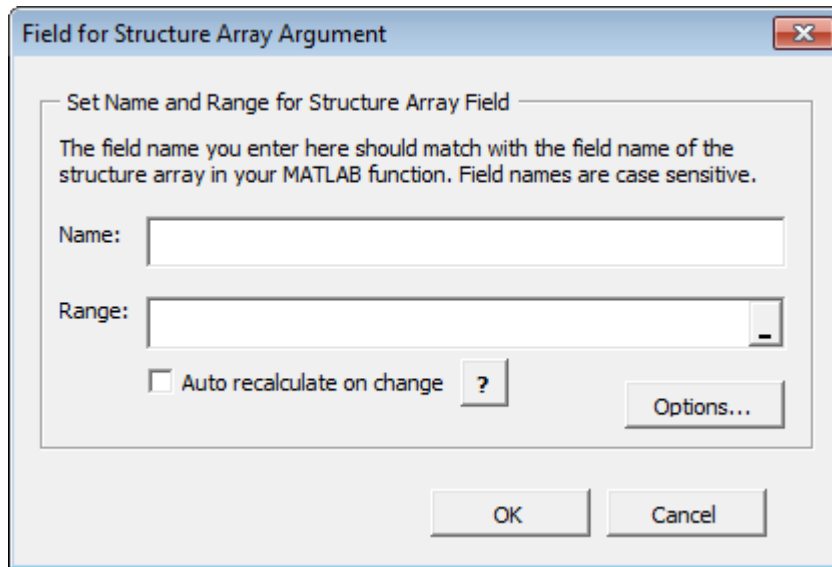 Field for Structure Array Argument
Set Name and Range for Structure Array Field
The field name you enter here should match with the field name of the
structure array in your MATLAB function. Field names are case sensitive.
Name:
Range:
_
Auto recalculate on change ?
Options...
OK Cancel